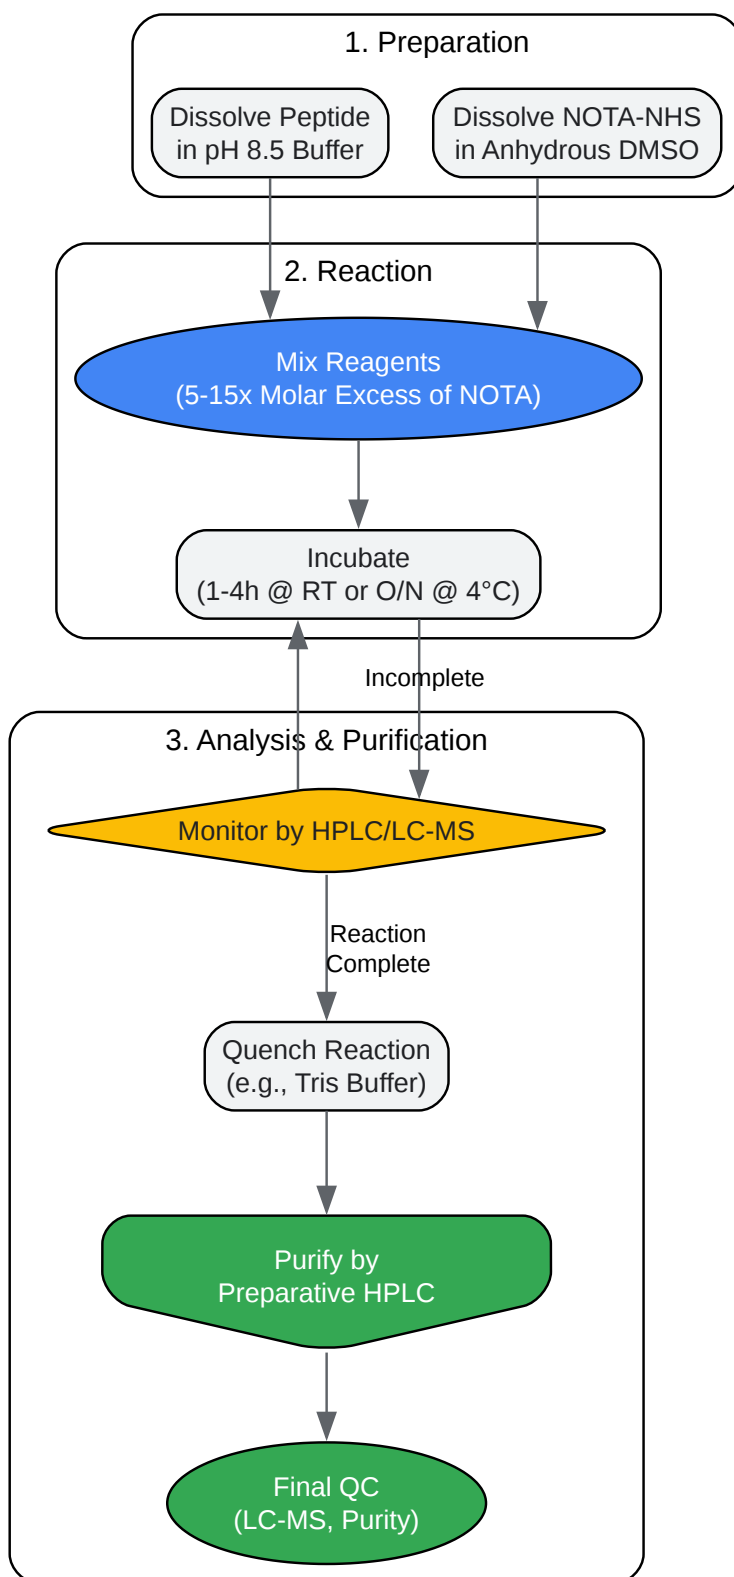 1. Preparation
Dissolve Peptide
in pH 8.5 Buffer
Dissolve NOTA-NHS
in Anhydrous DMSO
2. Reaction
Mix Reagents
(5-15x Molar Excess of NOTA)
Incubate
(1-4h @ RT or O/N @ 4°C)
Incomplete
3. Analysis & Purification
Monitor by HPLC/LC-MS
Reaction
Complete
Quench Reaction
(e.g., Tris Buffer)
Purify by
Preparative HPLC
Final QC
(LC-MS, Purity)